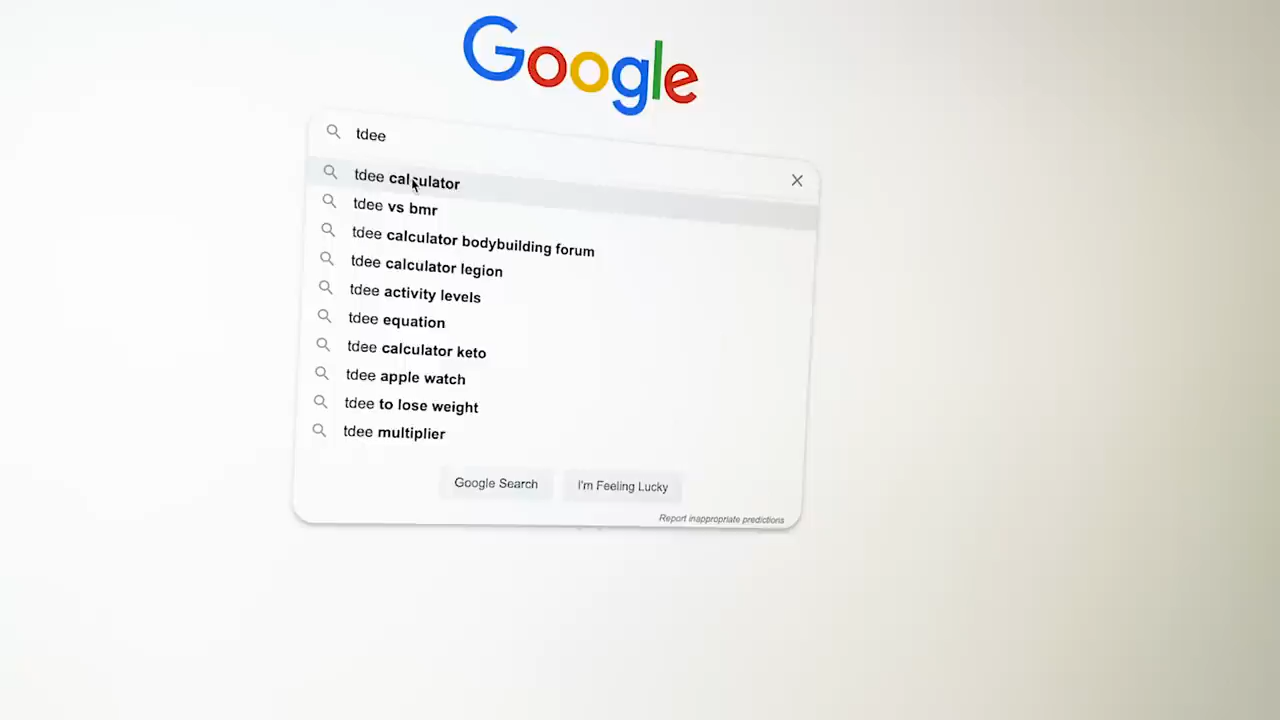 Google
tdee
tdee calculator
tdee vs bmr
tdee calculator bodybuilding forum
tdee calculator legion
tdee activity levels
tdee equation
tdee calculator keto
tdee apple watch
tdee to lose weight
tdee multiplier
Google Search
I'm Feeling Lucky
Report inappropriate predictions